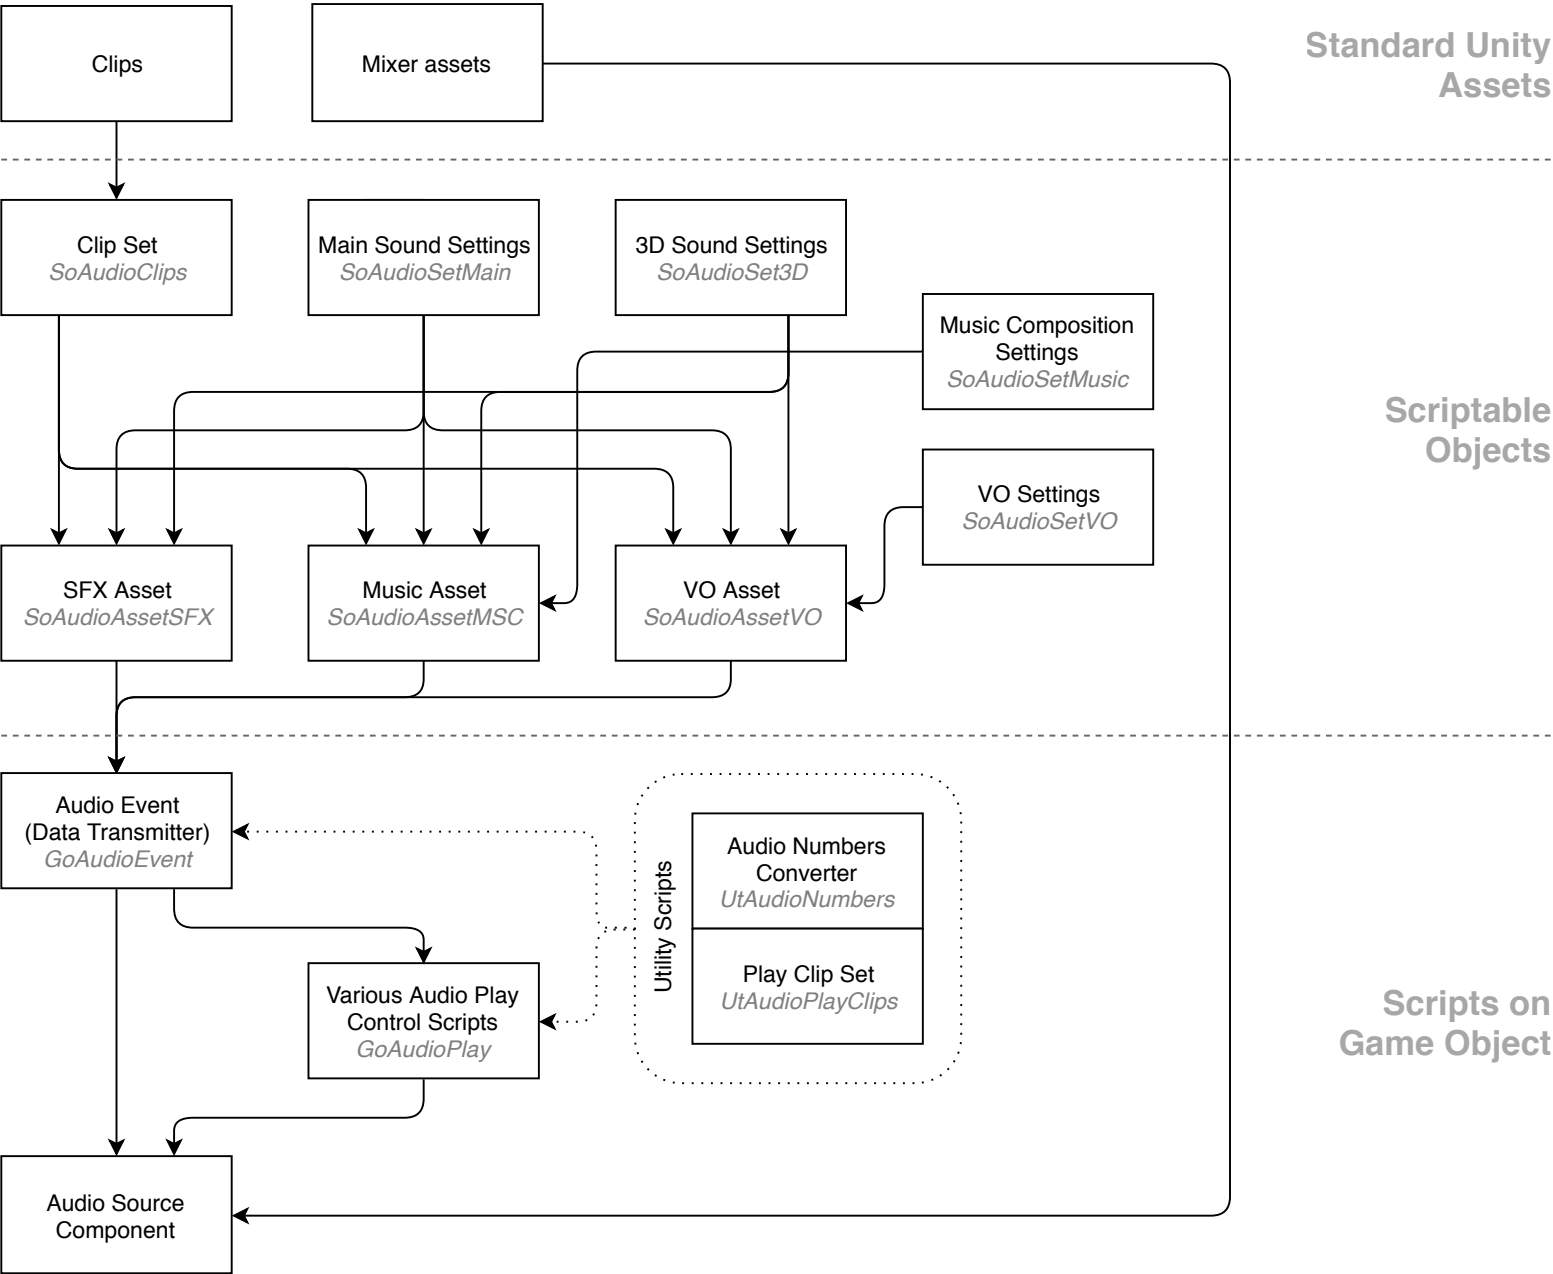 Clips
Mixer assets
Standard Unity
Assets
Clip Set
SoAudioClips
Main Sound Settings
SoAudioSetMain
3D Sound Settings
SoAudioSet3D
Music Composition
Settings
SoAudioSetMusic
Scriptable
Objects
VO Settings
SoAudioSetVO
SFX Asset
SoAudioAssetSFX
Music Asset
SoAudioAssetMSC
VO Asset
SoAudioAssetVO
Audio Event
(Data Transmitter)
GoAudioEvent
Utility Scripts
Audio Numbers
Converter
UtAudioNumbers
Play Clip Set
UtAudioPlayClips
Various Audio Play
Control Scripts
GoAudioPlay
Scripts on
Game Object
Audio Source
Component